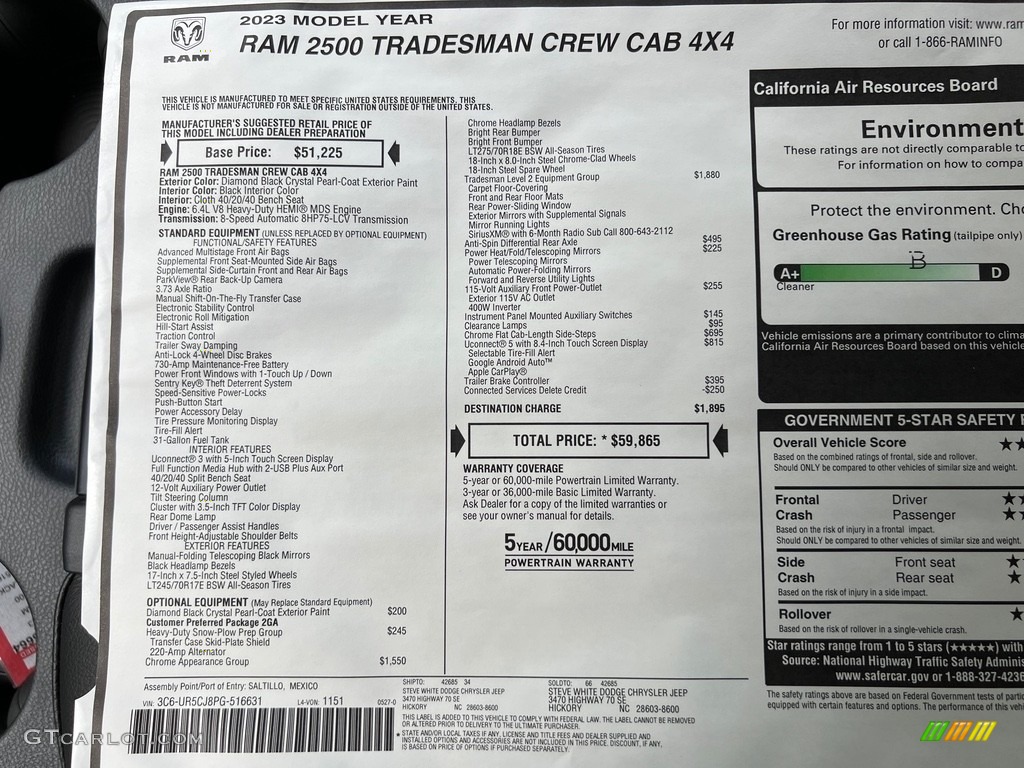 RAM
2023 MODEL YEAR
RAM 2500 TRADESMAN CREW CAB 4X4
For more information visit: www.ram
or call 1-866-RAMINFO
THIS VEHICLE IS MANUFACTURED TO MEET SPECIFIC UNITED STATES REQUIREMENTS. THIS
VEHICLE IS NOT MANUFACTURED FOR SALE OR REGISTRATION OUTSIDE OF THE UNITED STATES.
MANUFACTURER'S SUGGESTED RETAIL PRICE OF
THIS MODEL INCLUDING DEALER PREPARATION
Base Price: $51,225
RAM 2500 TRADESMAN CREW CAB 4X4
Exterior Color: Diamond Black Crystal Pearl-Coat Exterior Paint
Interior Color: Black Interior Color
Interior: Cloth 40/20/40 Bench Seat
Engine: 6.4L V8 Heavy-Duty HEMI® MDS Engine
Transmission: 8-Speed Automatic 8HP75-LCV Transmission
STANDARD EQUIPMENT (UNLESS REPLACED BY OPTIONAL EQUIPMENT)
FUNCTIONAL/SAFETY FEATURES
Advanced Multistage Front Air Bags
Supplemental Front Seat-Mounted Side Air Bags
Supplemental Side-Curtain Front and Rear Air Bags
ParkView® Rear Back-Up Camera
3.73 Axle Ratio
Manual Shift-On-The-Fly Transfer Case
Electronic Stability Control
Electronic Roll Mitigation
Hill-Start Assist
Traction Control
Trailer Sway Damping
Anti-Lock 4-Wheel Disc Brakes
730-Amp Maintenance-Free Battery
Power Front Windows with 1-Touch Up / Down
Sentry Key® Theft Deterrent System
Speed-Sensitive Power-Locks
Push-Button Start
Power Accessory Delay
Tire Pressure Monitoring Display
Tire-Fill Alert
31-Gallon Fuel Tank
INTERIOR FEATURES
Uconnect® 3 with 5-Inch Touch Screen Display
Full Function Media Hub with 2-USB Plus Aux Port
40/20/40 Split Bench Seat
12-Volt Auxiliary Power Outlet
Tilt Steering Column
Cluster with 3.5-Inch TFT Color Display
Rear Dome Lamp
Driver / Passenger Assist Handles
Front Height-Adjustable Shoulder Belts
EXTERIOR FEATURES
Manual-Folding Telescoping Black Mirrors
Black Headlamp Bezels
17-Inch x 7.5-Inch Steel Styled Wheels
LT245/70R17E BSW All-Season Tires
OPTIONAL EQUIPMENT (May Replace Standard Equipment)
Diamond Black Crystal Pearl-Coat Exterior Paint $200
Customer Preferred Package 2GA
Heavy-Duty Snow-Plow Prep Group $245
Transfer Case Skid-Plate Shield
220-Amp Alternator
Chrome Appearance Group $1,550
Chrome Headlamp Bezels
Bright Rear Bumper
Bright Front Bumper
LT275/70R18E BSW All-Season Tires
18-Inch x 8.0-Inch Steel Chrome-Clad Wheels
18-Inch Steel Spare Wheel
Tradesman Level 2 Equipment Group $1,880
Carpet Floor-Covering
Front and Rear Floor Mats
Rear Power-Sliding Window
Exterior Mirrors with Supplemental Signals
Mirror Running Lights
SiriusXM® with 6-Month Radio Sub Call 800-643-2112
Anti-Spin Differential Rear Axle $495
Power Heat/Fold/Telescoping Mirrors $225
Power Telescoping Mirrors
Automatic Power-Folding Mirrors
Forward and Reverse Utility Lights
115-Volt Auxiliary Front Power-Outlet $255
Exterior 115V AC Outlet
400W Inverter
Instrument Panel Mounted Auxiliary Switches $145
Clearance Lamps $95
Chrome Flat Cab-Length Side-Steps $695
Uconnect® 5 with 8.4-Inch Touch Screen Display $815
Selectable Tire-Fill Alert
Google Android Auto™
Apple CarPlay®
Trailer Brake Controller $395
Connected Services Delete Credit -$250
DESTINATION CHARGE $1,895
TOTAL PRICE: * $59,865
WARRANTY COVERAGE
5-year or 60,000-mile Powertrain Limited Warranty.
3-year or 36,000-mile Basic Limited Warranty.
Ask Dealer for a copy of the limited warranties or
see your owner's manual for details.
5YEAR/60,000MILE
POWERTRAIN WARRANTY
California Air Resources Board
Environment
These ratings are not directly comparable to
For information on how to compa
Protect the environment. Cho
Greenhouse Gas Rating (tailpipe only)
B
A+ D
Cleaner
Vehicle emissions are a primary contributor to clima
California Air Resources Board based on this vehicle
GOVERNMENT 5-STAR SAFETY
Overall Vehicle Score ★★
Based on the combined ratings of frontal, side and rollover.
Should ONLY be compared to other vehicles of similar size and weight.
Frontal Driver ★
Crash Passenger ★
Based on the risk of injury in a frontal impact.
Should ONLY be compared to other vehicles of similar size and weight.
Side Front seat ★
Crash Rear seat ★
Based on the risk of injury in a side impact.
Rollover ★
Based on the risk of rollover in a single-vehicle crash.
Star ratings range from 1 to 5 stars (★★★★★) with
Source: National Highway Traffic Safety Adminis
www.safercar.gov or 1-888-327-4236
The safety ratings above are based on Federal Government tests of partic
equipped with certain features and options. The performance of this vehi
Assembly Point/Port of Entry: SALTILLO, MEXICO
VIN: 3C6-UR5CJ8PG-516631 L4-VON: 1151 0527-0
SHIPTO: 42685 34
STEVE WHITE DODGE CHRYSLER JEEP
3470 HIGHWAY 70 SE
HICKORY NC 28603-8600
SOLDTO: 66 42685
STEVE WHITE DODGE CHRYSLER JEEP
3470 HIGHWAY 70 SE
HICKORY NC 28603-8600
THIS LABEL IS ADDED TO THIS VEHICLE TO COMPLY WITH FEDERAL LAW. THE LABEL CANNOT BE REMOVED
OR ALTERED PRIOR TO DELIVERY TO THE ULTIMATE PURCHASER.
* STATE AND/OR LOCAL TAXES IF ANY, LICENSE AND TITLE FEES AND DEALER SUPPLIED AND
INSTALLED OPTIONS AND ACCESSORIES ARE NOT INCLUDED IN THIS PRICE. DISCOUNT, IF ANY,
IS BASED ON PRICE OF OPTIONS IF PURCHASED SEPARATELY.
GTcarlot.com